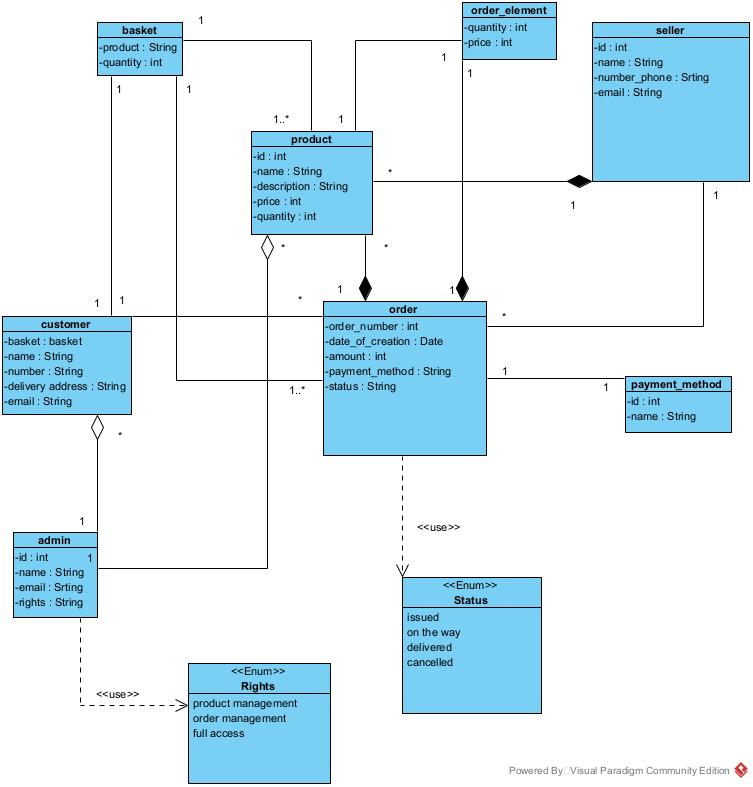 basket
-product : String
-quantity : int
order_element
-quantity : int
-price : int
seller
-id : int
-name : String
-number_phone : Srting
-email : String
1
1
1
1
1
1
1..*
1
product
-id : int
-name : String
-description : String
-price : int
-quantity : int
*
1
1
*
*
1
1
1
1
*
*
customer
-basket : basket
-name : String
-number : String
-delivery address : String
-email : String
order
-order_number : int
-date_of_creation : Date
-amount : int
-payment_method : String
-status : String
1..*
1
1
payment_method
-id : int
-name : String
*
1
admin
-id : int
-name : String
-email : Srting
-rights : String
1
<<use>>
<<Enum>>
Status
issued
on the way
delivered
cancelled
<<use>>
<<Enum>>
Rights
product management
order management
full access
Powered By Visual Paradigm Community Edition